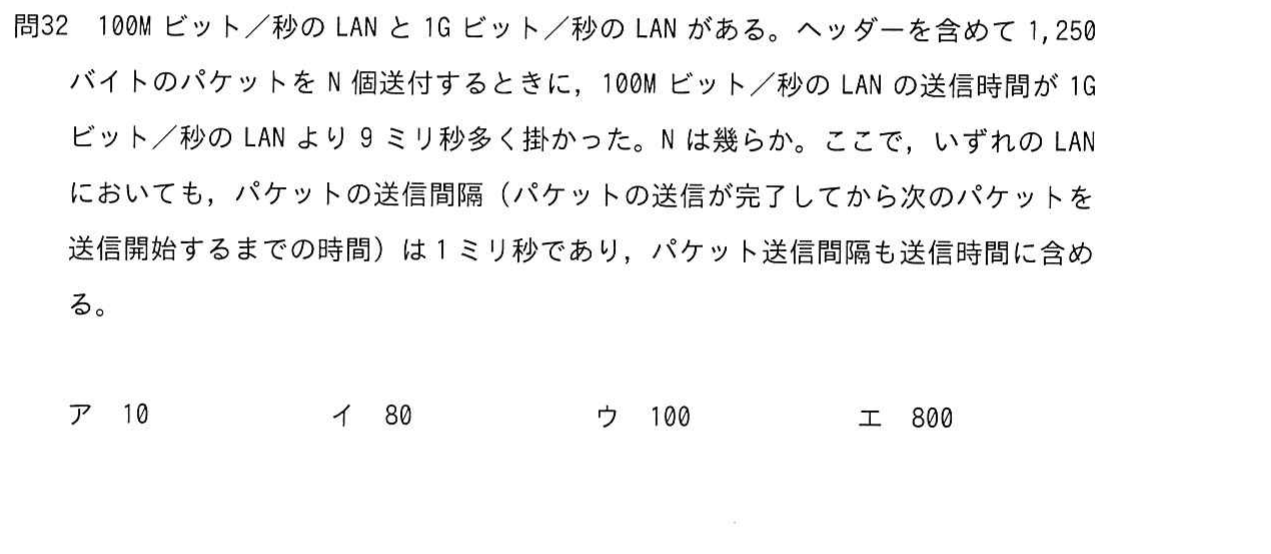 問32 100M ビット／秒の LAN と 1G ビット／秒の LAN がある。ヘッダーを含めて 1,250
バイトのパケットを N 個送付するときに，100M ビット／秒の LAN の送信時間が 1G
ビット／秒の LAN より 9 ミリ秒多く掛かった。N は幾らか。ここで，いずれの LAN
においても，パケットの送信間隔（パケットの送信が完了してから次のパケットを
送信開始するまでの時間）は 1 ミリ秒であり，パケット送信間隔も送信時間に含め
る。
ア 10 イ 80 ウ 100 エ 800